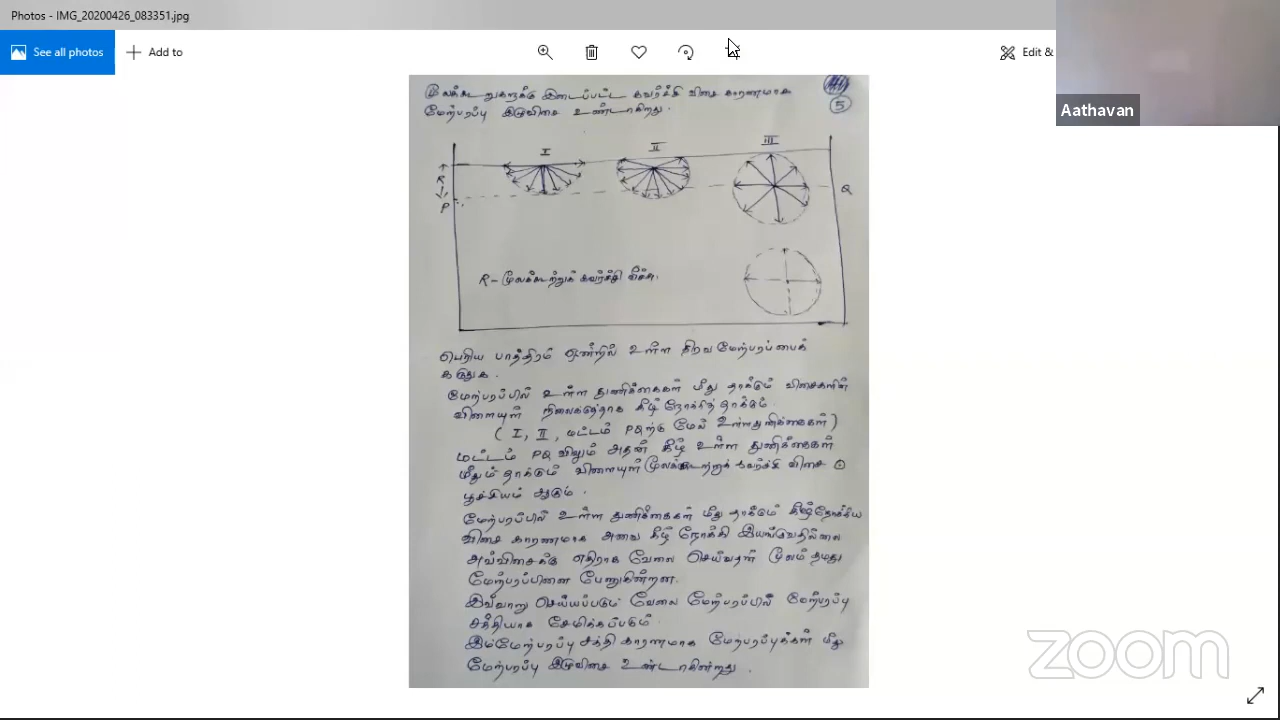 Photos - IMG_20200426_083351.jpg
See all photos
Add to
Edit &
Aathavan
மூலக்கூறுகளுக்கு இடைப்பட்ட கவர்ச்சி விசை காரணமாக
மேற்பரப்பு இழுவிசை உண்டாகிறது.
5
I
II
III
R
P
Q
R - மூலக்கூற்றுக் கவர்ச்சி வீச்சு.
பெரிய பாத்திரம் ஒன்றில் உள்ள திரவ மேற்பரப்பைக்
கருதுக.
மேற்பரப்பில் உள்ள துணிக்கைகள் மீது தாக்கும் விசைகளின்
விளையுள் நிலைக்குத்தாக கீழ் நோக்கித் தாக்கும்.
( I, II, மட்டம் PQ ற்கு மேல் உள்ள துணிக்கைகள் )
மட்டம் PQ விலும் அதன் கீழ் உள்ள துணிக்கைகள்
மீதும் தாக்கும் விளையுள் மூலக்கூற்றுக் கவர்ச்சி விசை
பூச்சியம் ஆகும்.
மேற்பரப்பில் உள்ள துணிக்கைகள் மீது தாக்கும் கீழ்நோக்கிய
விசை காரணமாக அவை கீழ் நோக்கி இயங்குவதில்லை
அவ்விசைக்கு எதிராக வேலை செய்வதன் மூலம் தமது
மேற்பரப்பினை பேணுகின்றன.
இவ்வாறு செய்யப்படும் வேலை மேற்பரப்பில் மேற்பரப்பு
சக்தியாக சேமிக்கப்படும்.
இம்மேற்பரப்பு சக்தி காரணமாக மேற்பரப்புக்கள் மீது
மேற்பரப்பு இழுவிசை உண்டாகின்றது.
zoom